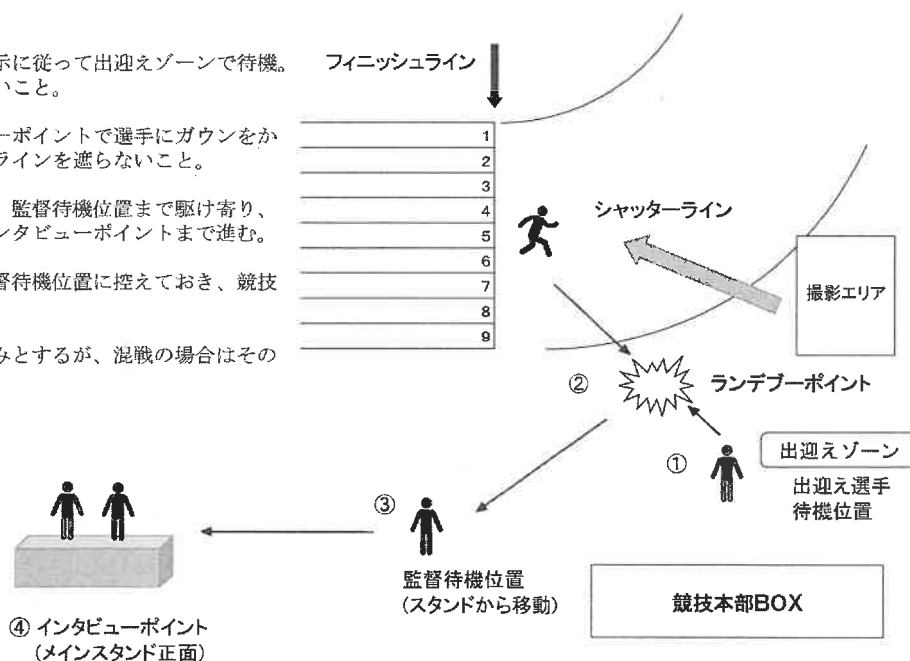 示に従って出迎えゾーンで待機。
いこと。
ーポイントで選手にガウンをか
ラインを遮らないこと。
、監督待機位置まで駆け寄り、
ンタビューポイントまで進む。
督待機位置に控えておき、競技
みとするが、混戦の場合はその
フィニッシュライン
1
2
3
4
5
6
7
8
9
シャッターライン
撮影エリア
②
ランデブーポイント
①
出迎えゾーン
出迎え選手
待機位置
③
監督待機位置
(スタンドから移動)
競技本部BOX
④ インタビューポイント
(メインスタンド正面)